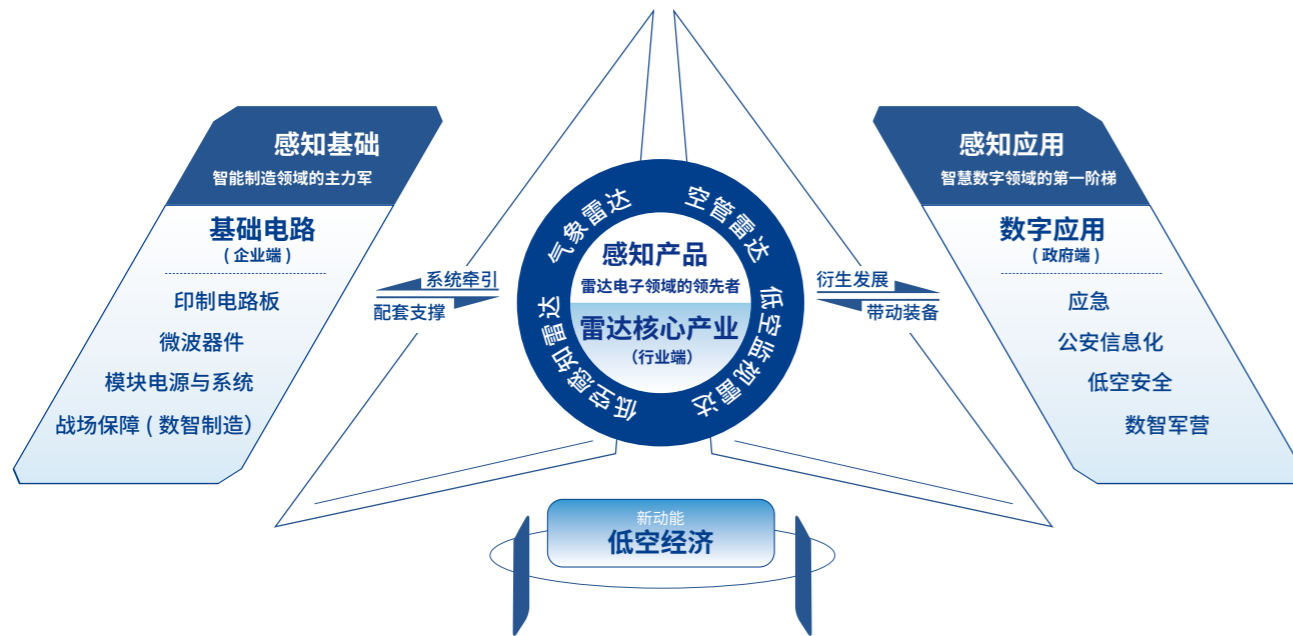 感知基础
智能制造领域的主力军
基础电路
(企业端)
印制电路板
微波器件
模块电源与系统
战场保障(数智制造)
系统牵引
配套支撑
气象雷达
空管雷达
低空感知雷达
低空监视雷达
感知产品
雷达电子领域的领先者
雷达核心产业
(行业端)
衍生发展
带动装备
感知应用
智慧数字领域的第一阶梯
数字应用
(政府端)
应急
公安信息化
低空安全
数智军营
新动能
低空经济